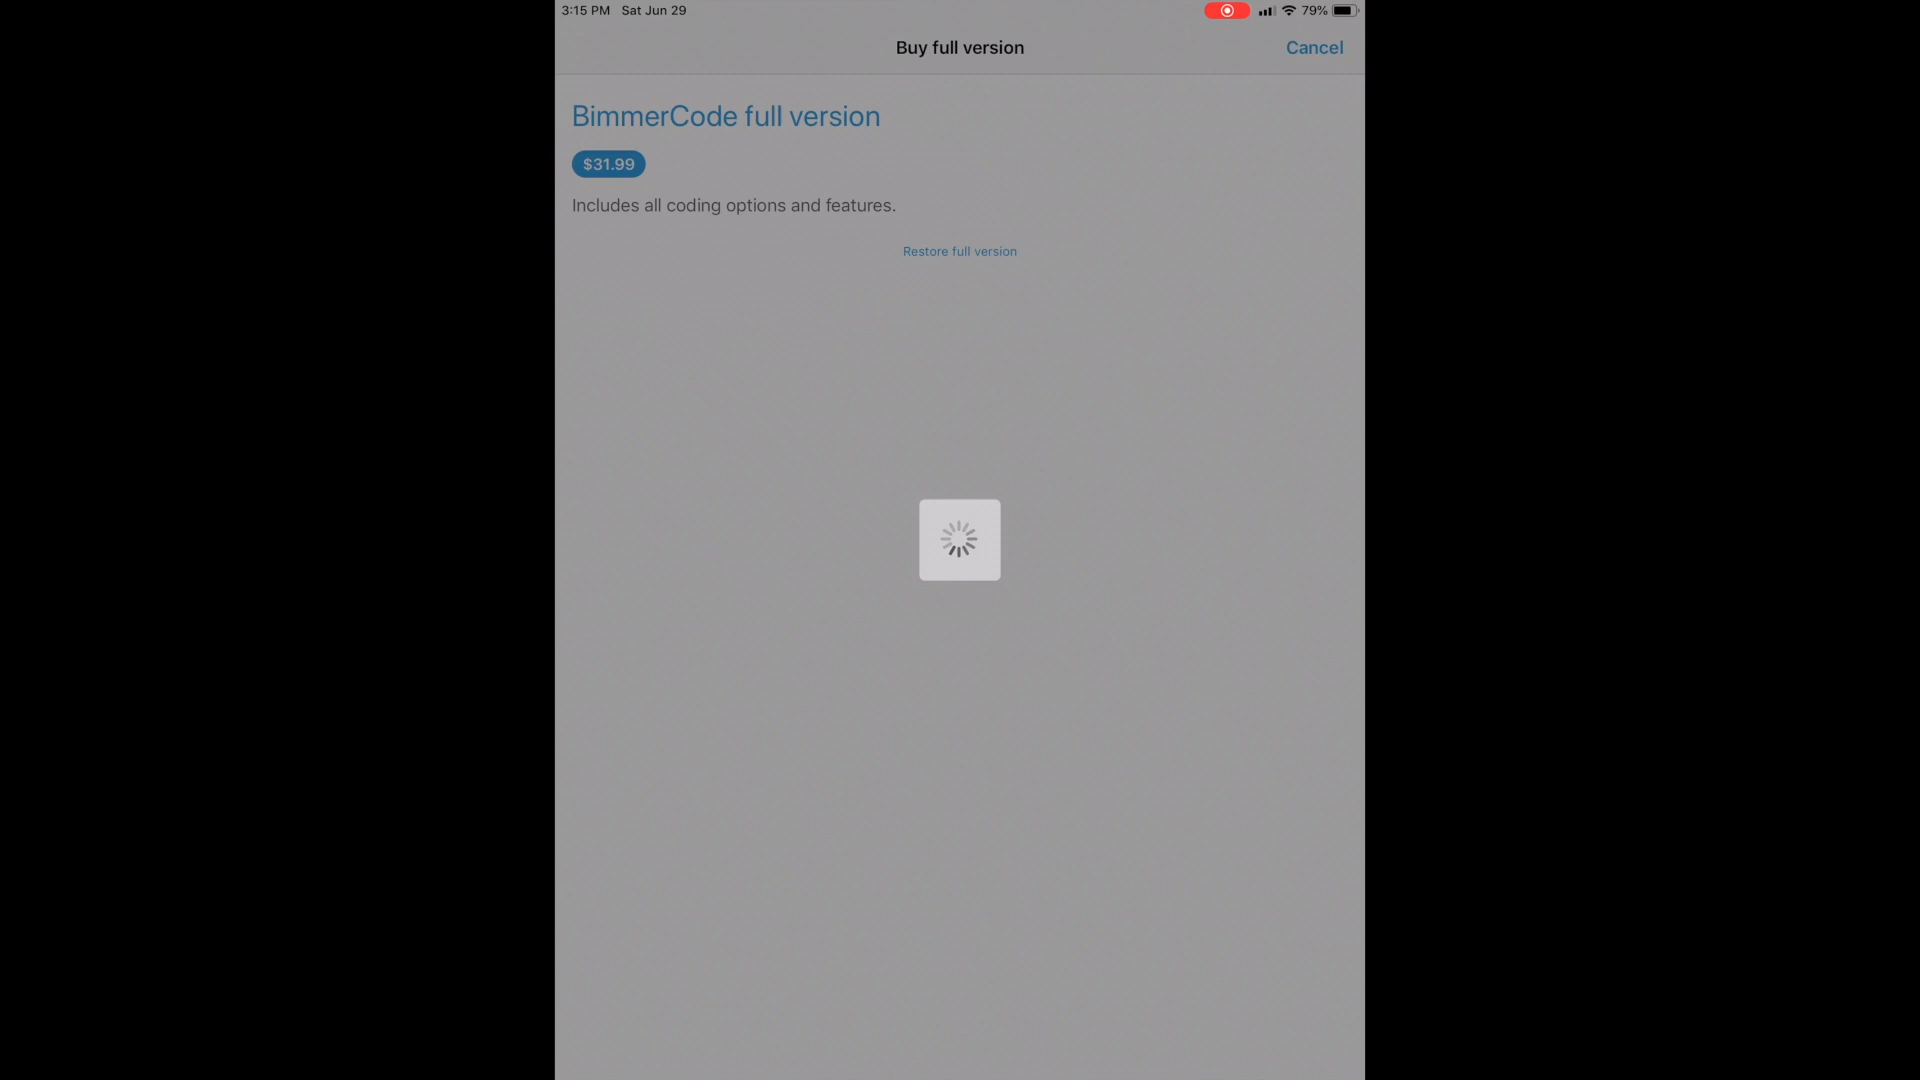 3:15 PM Sat Jun 29
79%
Buy full version
Cancel
BimmerCode full version
$31.99
Includes all coding options and features.
Restore full version